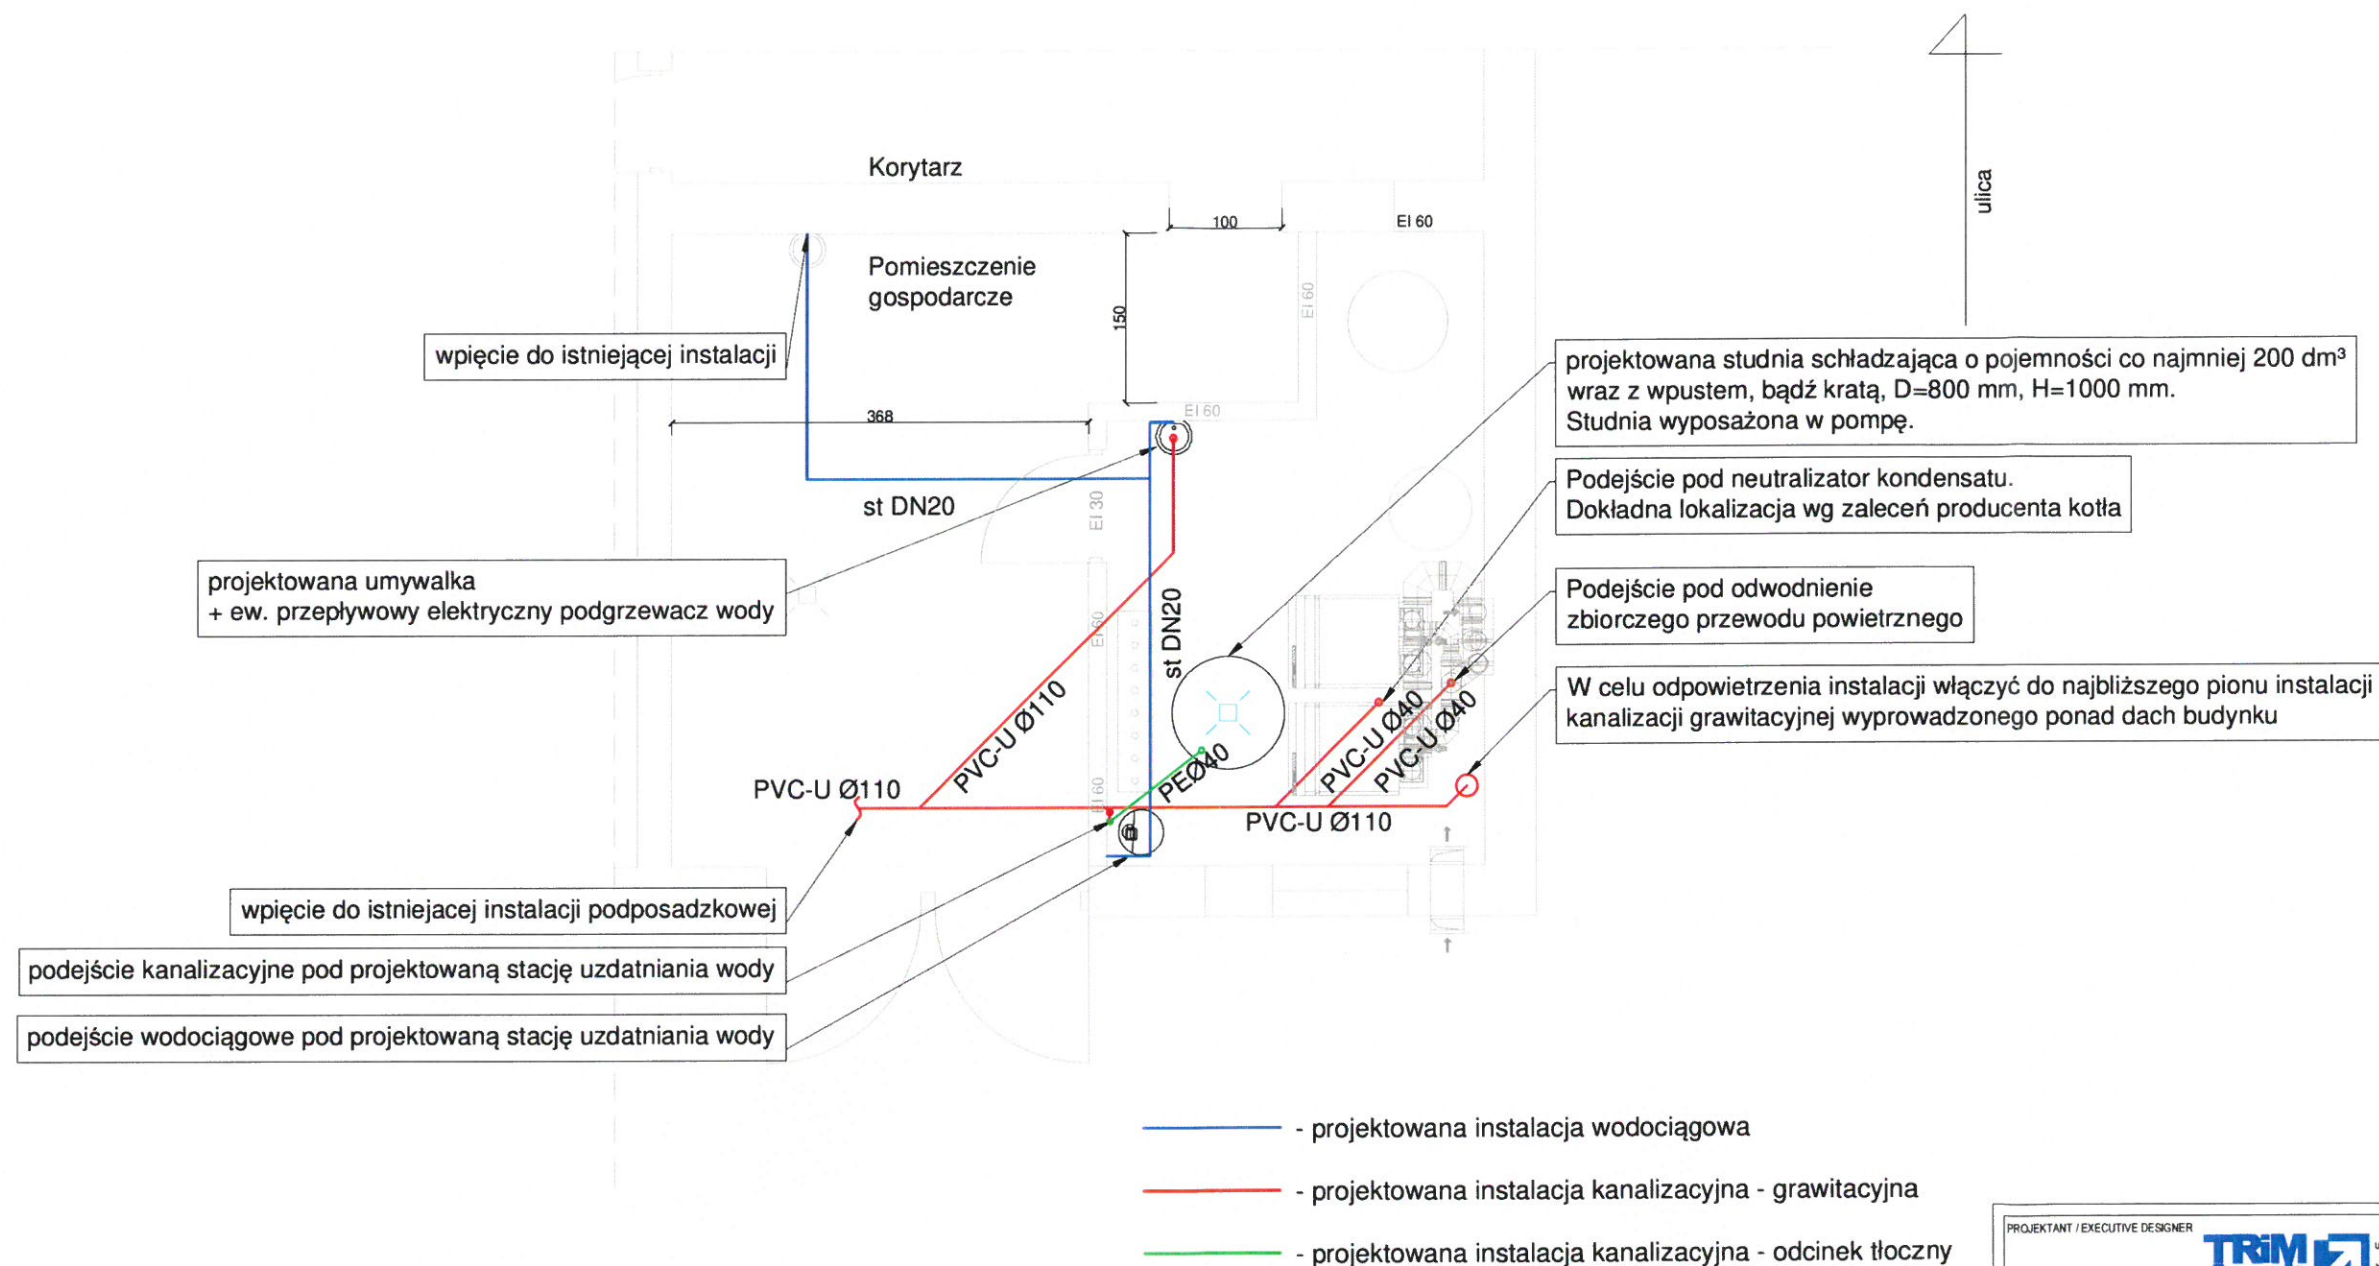 Korytarz
ulica
100
EI 60
Pomieszczenie
gospodarcze
150
EI 60
wpięcie do istniejącej instalacji
projektowana studnia schładzająca o pojemności co najmniej 200 dm³
wraz z wpustem, bądź kratą, D=800 mm, H=1000 mm.
Studnia wyposażona w pompę.
368
EI 60
Podejście pod neutralizator kondensatu.
Dokładna lokalizacja wg zaleceń producenta kotła
st DN20
EI 30
projektowana umywalka
+ ew. przepływowy elektryczny podgrzewacz wody
Podejście pod odwodnienie
zbiorczego przewodu powietrznego
EI 60
st DN20
W celu odpowietrzenia instalacji włączyć do najbliższego pionu instalacji
kanalizacji grawitacyjnej wyprowadzonego ponad dach budynku
PVC-U Ø110
PVC-U Ø40
PVC-U Ø40
PEØ40
PVC-U Ø110
EI 60
PVC-U Ø110
wpięcie do istniejacej instalacji podposadzkowej
podejście kanalizacyjne pod projektowaną stację uzdatniania wody
podejście wodociągowe pod projektowaną stację uzdatniania wody
- projektowana instalacja wodociągowa
- projektowana instalacja kanalizacyjna - grawitacyjna
- projektowana instalacja kanalizacyjna - odcinek tłoczny
PROJEKTANT / EXECUTIVE DESIGNER
TRiM